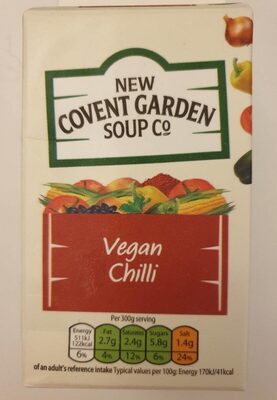 NEW
COVENT GARDEN
SOUP Co
Vegan
Chilli
Per 300g serving
Energy Fat Saturates Sugars Salt
511kJ 122kcal 2.7g 2.4g 5.8g 1.4g
6% 4% 12% 6% 24%
of an adult's reference intake Typical values per 100g: Energy 170kJ/41kcal